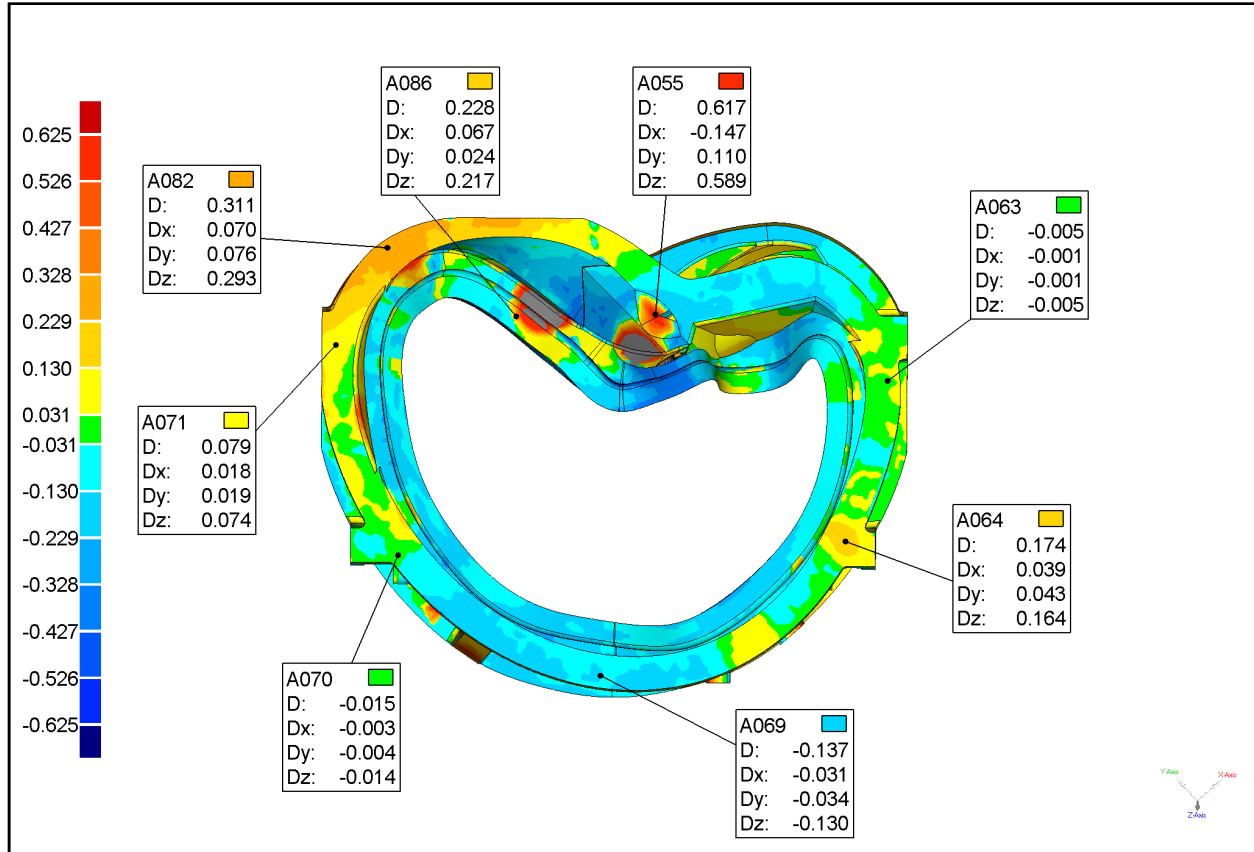 0.625
0.526
0.427
0.328
0.229
0.130
0.031
-0.031
-0.130
-0.229
-0.328
-0.427
-0.526
-0.625
A086
D: 0.228
Dx: 0.067
Dy: 0.024
Dz: 0.217
A055
D: 0.617
Dx: -0.147
Dy: 0.110
Dz: 0.589
A082
D: 0.311
Dx: 0.070
Dy: 0.076
Dz: 0.293
A063
D: -0.005
Dx: -0.001
Dy: -0.001
Dz: -0.005
A071
D: 0.079
Dx: 0.018
Dy: 0.019
Dz: 0.074
A064
D: 0.174
Dx: 0.039
Dy: 0.043
Dz: 0.164
A070
D: -0.015
Dx: -0.003
Dy: -0.004
Dz: -0.014
A069
D: -0.137
Dx: -0.031
Dy: -0.034
Dz: -0.130
Y-Axis
X-Axis
Z-Axis